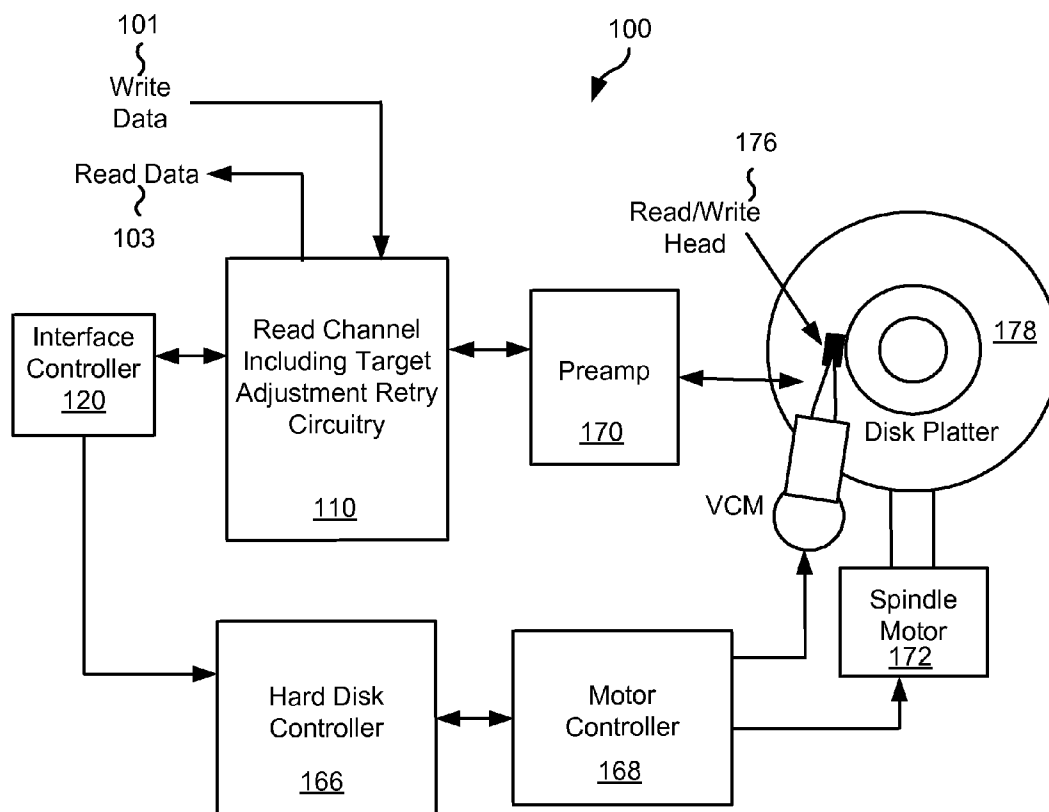 101
Write
Data
100
Read Data
103
176
Read/Write
Head
Interface
Controller
120
Read Channel
Including Target
Adjustment Retry
Circuitry
110
Preamp
170
178
Disk Platter
VCM
Spindle
Motor
172
Hard Disk
Controller
166
Motor
Controller
168